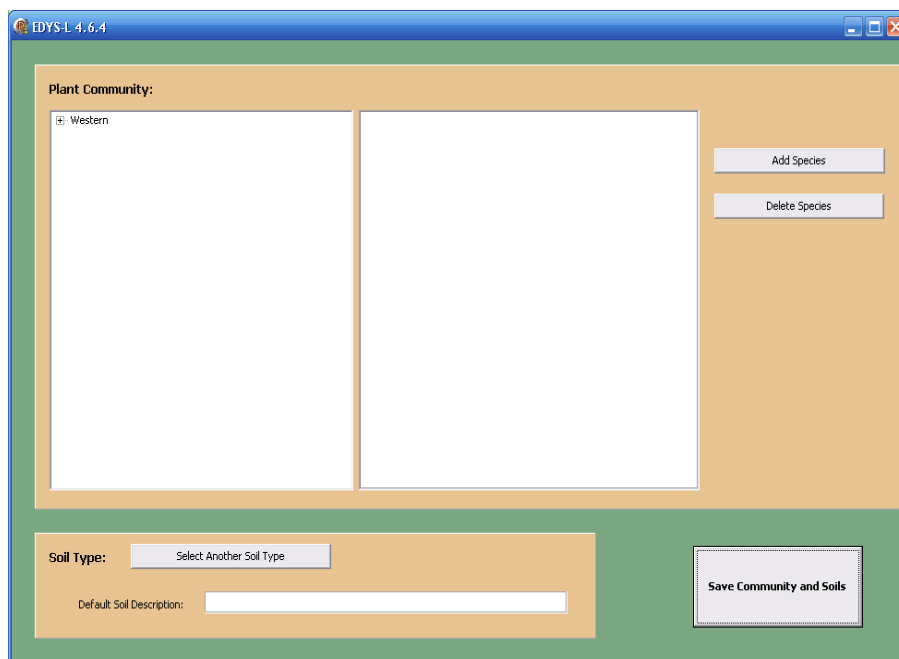 EDYS-L 4.6.4
Plant Community:
Western
Add Species
Delete Species
Soil Type:
Select Another Soil Type
Default Soil Description:
Save Community and Soils